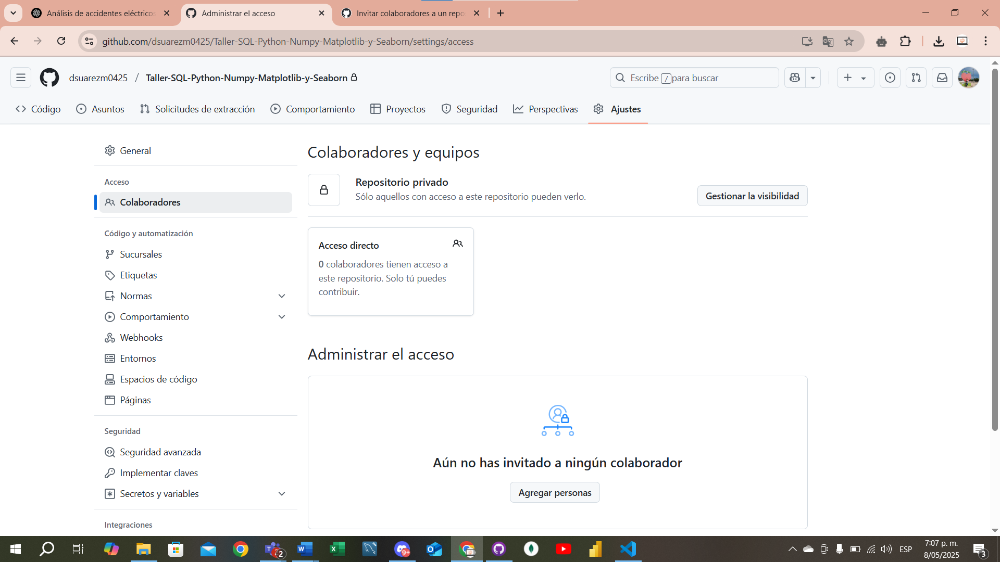 Análisis de accidentes eléctricos
Administrar el acceso
Invitar colaboradores a un repo
github.com/dsuarezm0425/Taller-SQL-Python-Numpy-Matplotlib-y-Seaborn/settings/access
dsuarezm0425 / Taller-SQL-Python-Numpy-Matplotlib-y-Seaborn
Escribe / para buscar
Código
Asuntos
Solicitudes de extracción
Comportamiento
Proyectos
Seguridad
Perspectivas
Ajustes
General
Acceso
Colaboradores
Código y automatización
Sucursales
Etiquetas
Normas
Comportamiento
Webhooks
Entornos
Espacios de código
Páginas
Seguridad
Seguridad avanzada
Implementar claves
Secretos y variables
Integraciones
Colaboradores y equipos
Repositorio privado
Sólo aquellos con acceso a este repositorio pueden verlo.
Gestionar la visibilidad
Acceso directo
0 colaboradores tienen acceso a
este repositorio. Solo tú puedes
contribuir.
Administrar el acceso
Aún no has invitado a ningún colaborador
Agregar personas
2
9+
ESP
7:07 p. m.
8/05/2025
3